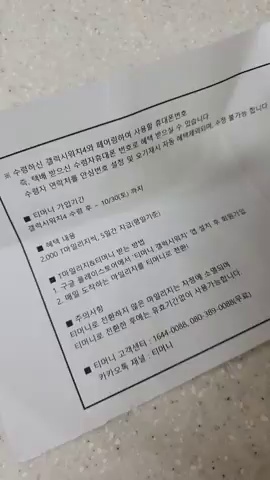 ※ 수령하신 갤럭시워치4와 페어링하여 사용할 휴대폰번호
즉, 택배 받으신 수령자휴대폰 번호로 혜택 받으실 수 있습니다
수령자 연락처를 안심번호 설정 및 오기재시 자동 혜택제외되며, 수령 불가능 합니다
■ 티머니 가입기간
갤럭시워치4 수령 후 ~ 10/30(토) 까지
■ 혜택 내용
2,000 T마일리지씩, 5일간 지급(평일기준)
■ T마일리지&티머니 받는 방법
1. 구글 플레이스토어에서 '티머니 갤럭시워치' 앱 설치 후 회원가입
2. 매일 도착하는 마일리지를 티머니로 전환!
■ 주의사항
티머니로 전환하지 않은 마일리지는 자정에 소멸되며
티머니로 전환한 후에는 유효기간없이 사용가능합니다
■ 티머니 고객센터 : 1644-0088, 080-389-0088(무료)
카카오톡 채널 : 티머니